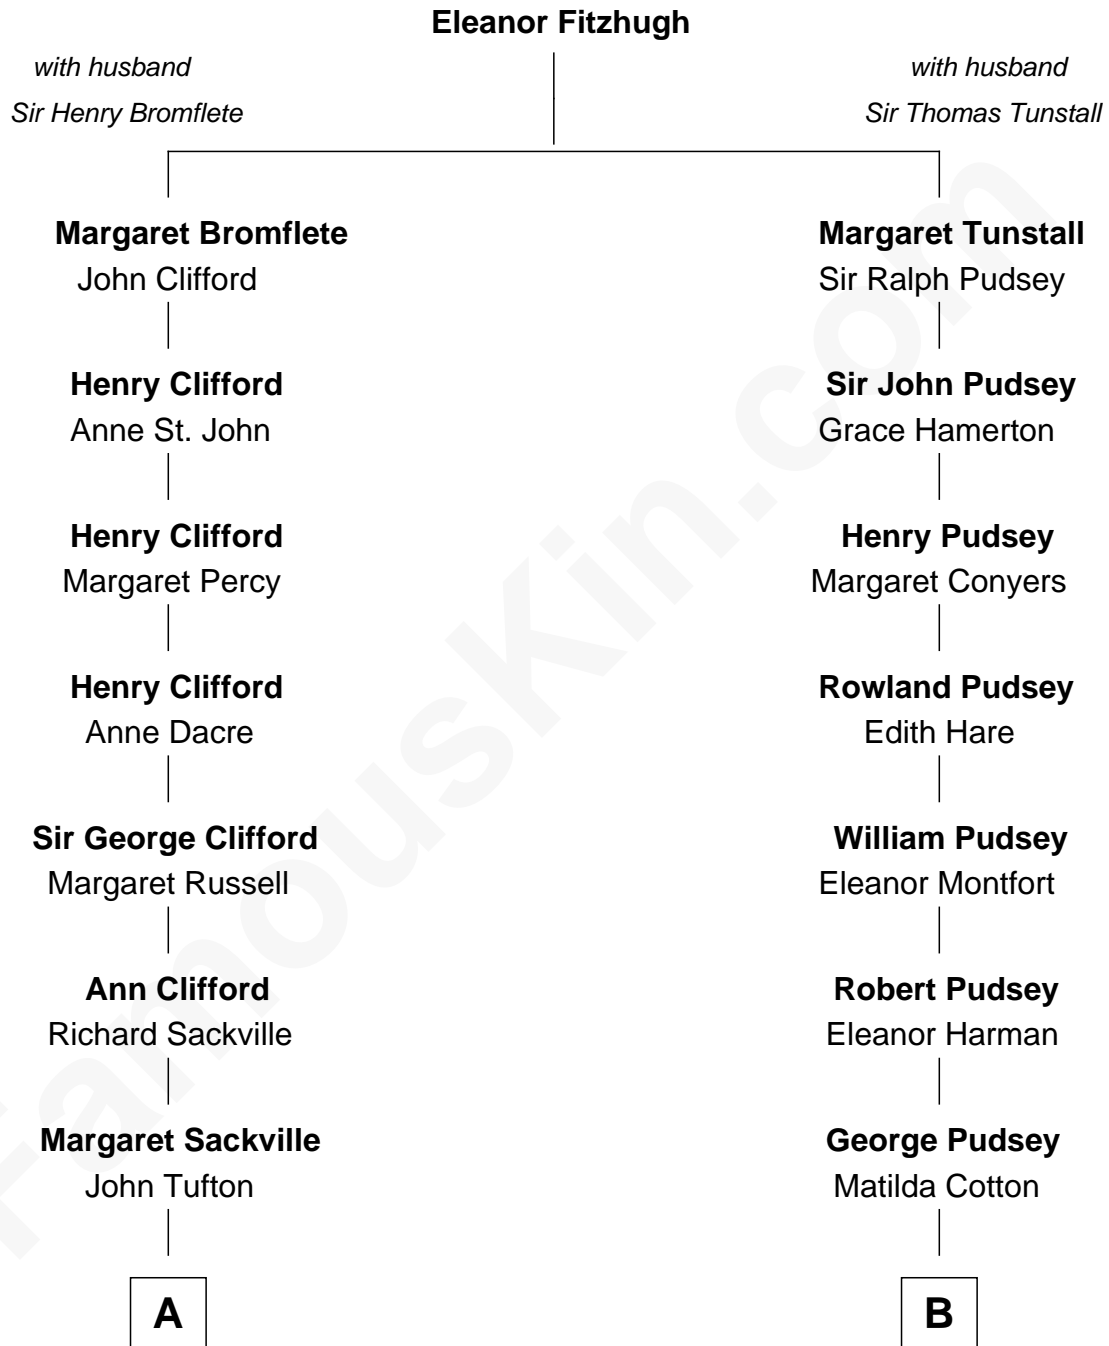 Eleanor Fitzhugh
with husband
Sir Henry Bromflete
with husband
Sir Thomas Tunstall
Margaret Bromflete
John Clifford
Margaret Tunstall
Sir Ralph Pudsey
Henry Clifford
Anne St. John
Sir John Pudsey
Grace Hamerton
Henry Clifford
Margaret Percy
Henry Pudsey
Margaret Conyers
Henry Clifford
Anne Dacre
Rowland Pudsey
Edith Hare
Sir George Clifford
Margaret Russell
William Pudsey
Eleanor Montfort
Ann Clifford
Richard Sackville
Robert Pudsey
Eleanor Harman
Margaret Sackville
John Tufton
George Pudsey
Matilda Cotton
A
B
FamousKin.com